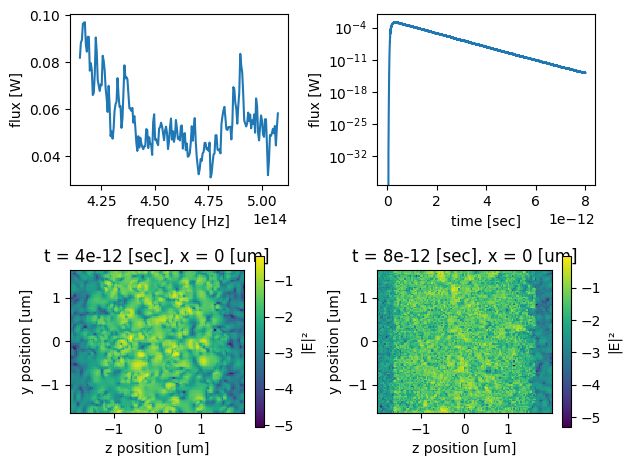 0.10
0.08
0.06
0.04
flux [W]
4.25 4.50 4.75 5.00
frequency [Hz] 1e14
10⁻⁴
10⁻¹¹
10⁻¹⁸
10⁻²⁵
10⁻³²
flux [W]
0 2 4 6 8
time [sec] 1e−12
t = 4e-12 [sec], x = 0 [um]
1
0
−1
y position [um]
−1 0 1
z position [um]
−1
−2
−3
−4
−5
|E|²
t = 8e-12 [sec], x = 0 [um]
1
0
−1
y position [um]
−1 0 1
z position [um]
−1
−2
−3
−4
−5
|E|²